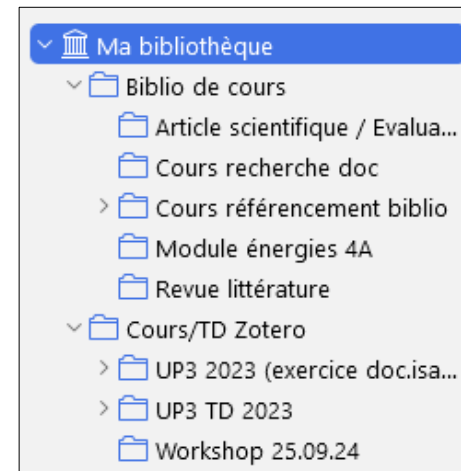 Ma bibliothèque
Biblio de cours
Article scientifique / Evalua...
Cours recherche doc
Cours référencement biblio
Module énergies 4A
Revue littérature
Cours/TD Zotero
UP3 2023 (exercice doc.isa...
UP3 TD 2023
Workshop 25.09.24